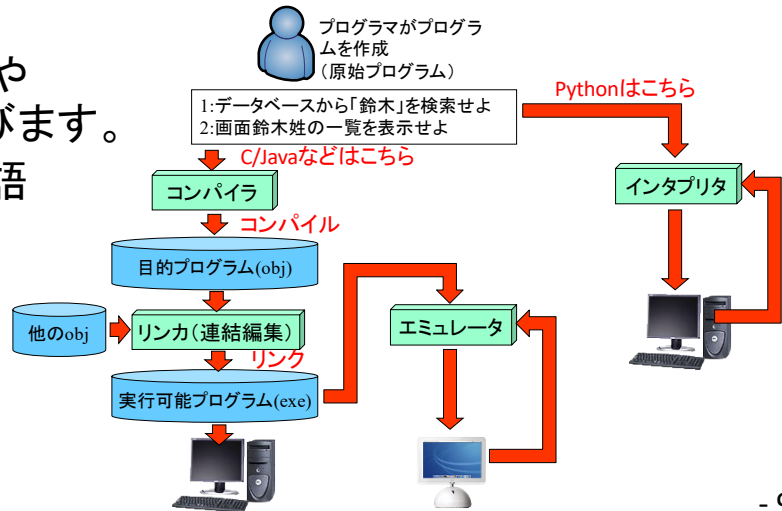 プログラマがプログラ
ムを作成
（原始プログラム）
や
びます。
語
1:データベースから「鈴木」を検索せよ
2:画面鈴木姓の一覧を表示せよ
Pythonはこちら
C/Javaなどはこちら
コンパイラ
インタプリタ
コンパイル
目的プログラム(obj)
他のobj
リンカ（連結編集）
エミュレータ
リンク
実行可能プログラム(exe)